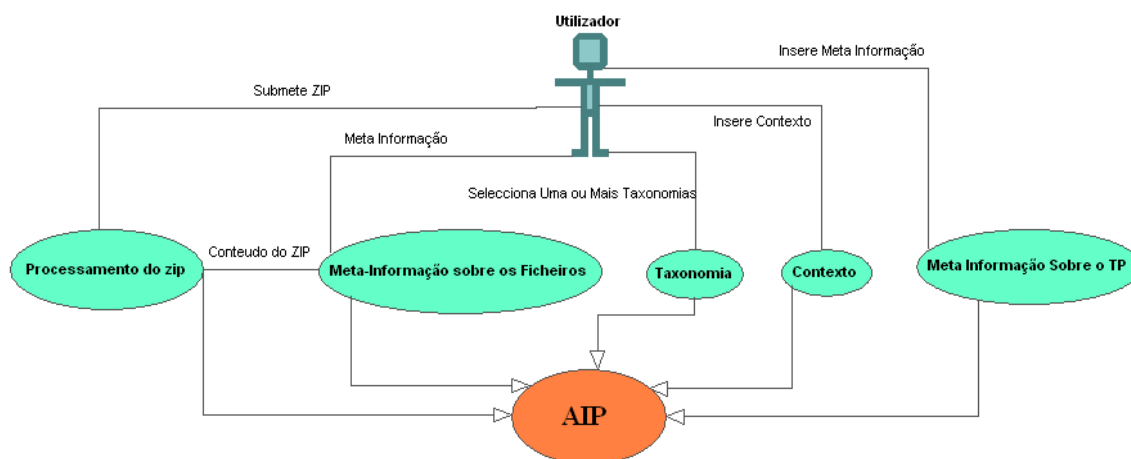 Utilizador
Insere Meta Informação
Submete ZIP
Insere Contexto
Meta Informação
Selecciona Uma ou Mais Taxonomias
Conteudo do ZIP
Processamento do zip
Meta-Informação sobre os Ficheiros
Taxonomia
Contexto
Meta Informação Sobre o TP
AIP